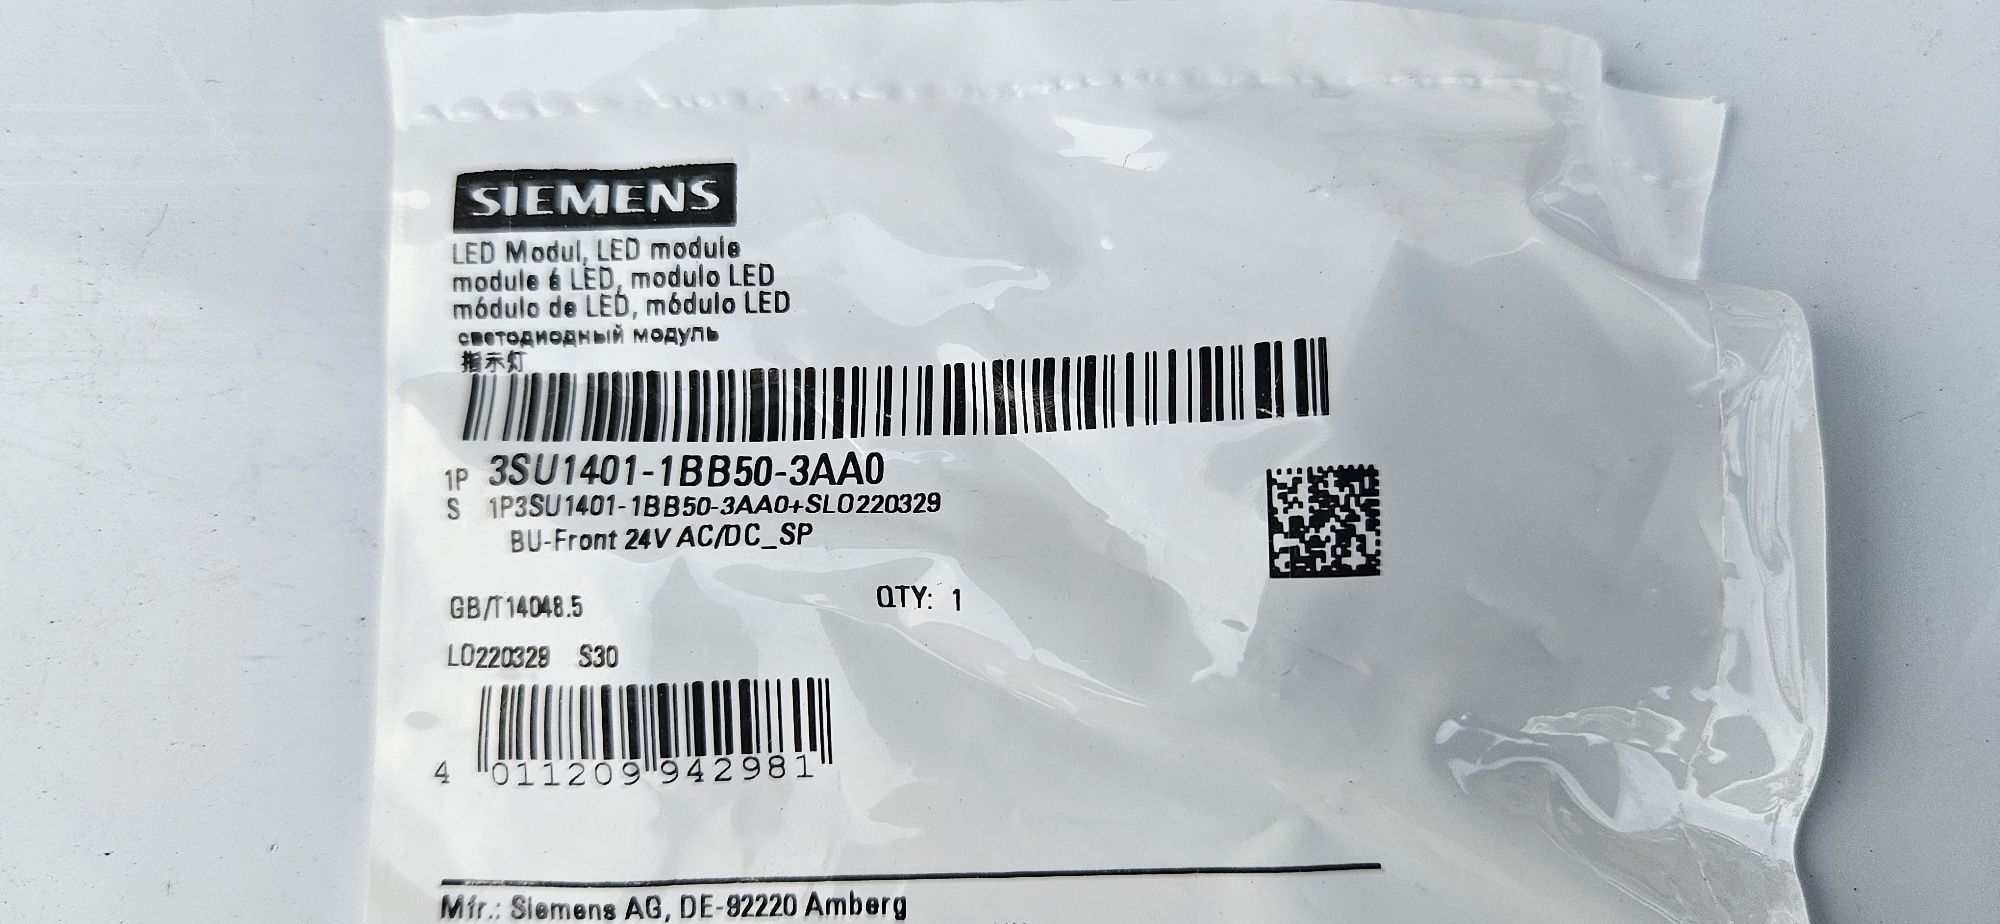 SIEMENS
LED Modul, LED module
module á LED, modulo LED
módulo de LED, módulo LED
светодиодный модуль
指示灯
1P 3SU1401-1BB50-3AA0
S 1P3SU1401-1BB50-3AA0+SLO220329
BU-Front 24V AC/DC_SP
GB/T14048.5
QTY: 1
LO220329 S30
4 011209 942981
Mfr.: Siemens AG, DE-92220 Amberg